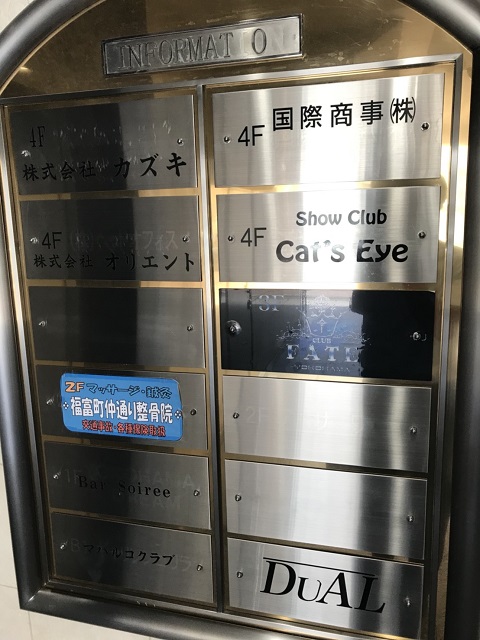 INFORMAT O
4F
株式会社 カズキ
4F
株式会社 オリエント
2F マッサージ・鍼灸
福富町仲通り整骨院
交通事故・各種保険取扱
Bar Soiree
4F 国際商事㈱
Show Club
4F Cat's Eye
3F
CLUB
FATE
YOKOHAMA
2F
DUAL